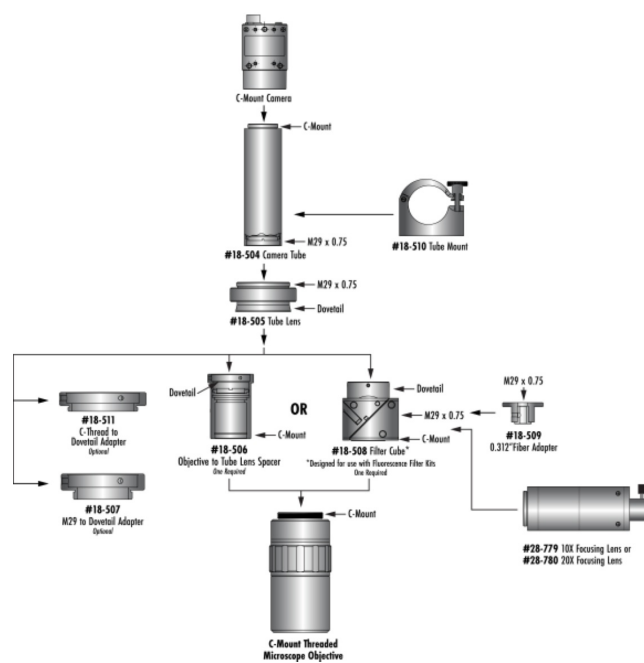 C-Mount Camera
C-Mount
M29 x 0.75
#18-504 Camera Tube
#18-510 Tube Mount
M29 x 0.75
Dovetail
#18-505 Tube Lens
Dovetail
C-Mount
#18-506
Objective to Tube Lens Spacer
One Required
OR
Dovetail
M29 x 0.75
C-Mount
#18-508 Filter Cube*
*Designed for use with Fluorescence Filter Kits
One Required
M29 x 0.75
#18-509
0.312"Fiber Adapter
#18-511
C-Thread to
Dovetail Adapter
Optional
#18-507
M29 to Dovetail Adapter
Optional
C-Mount
#28-779 10X Focusing Lens or
#28-780 20X Focusing Lens
C-Mount Threaded
Microscope Objective